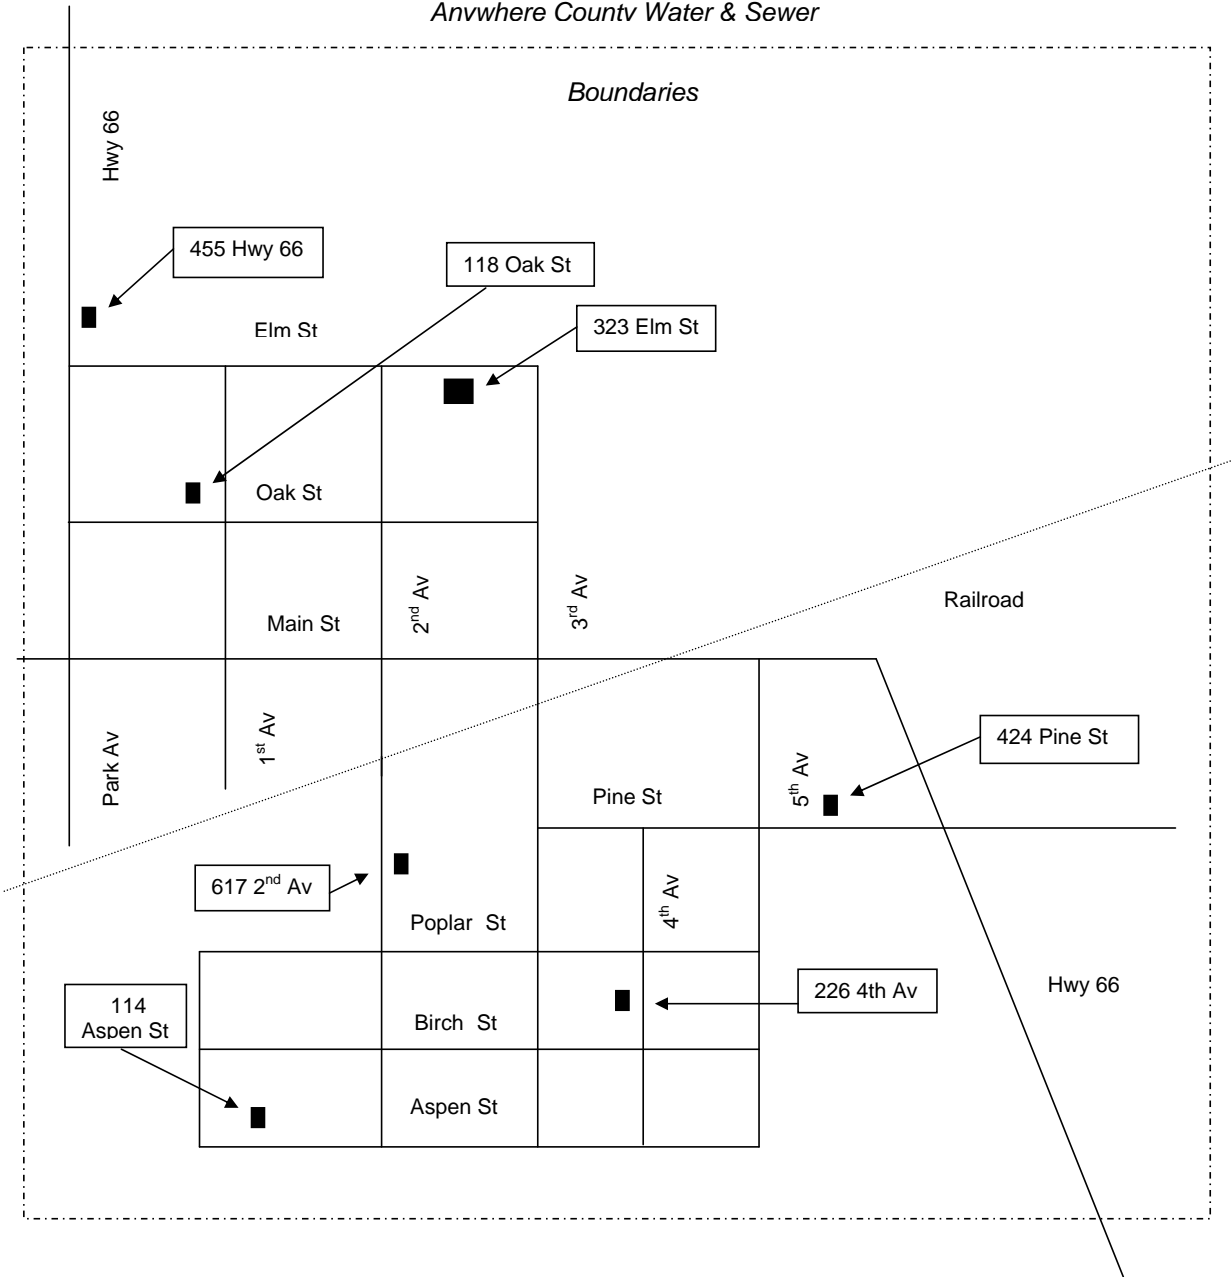 Anywhere County Water & Sewer
Boundaries
Hwy 66
455 Hwy 66
118 Oak St
323 Elm St
Elm St
Oak St
2nd Av
3rd Av
Railroad
Main St
Park Av
1st Av
5th Av
424 Pine St
Pine St
617 2nd Av
4th Av
Poplar St
226 4th Av
Hwy 66
114
Aspen St
Birch St
Aspen St